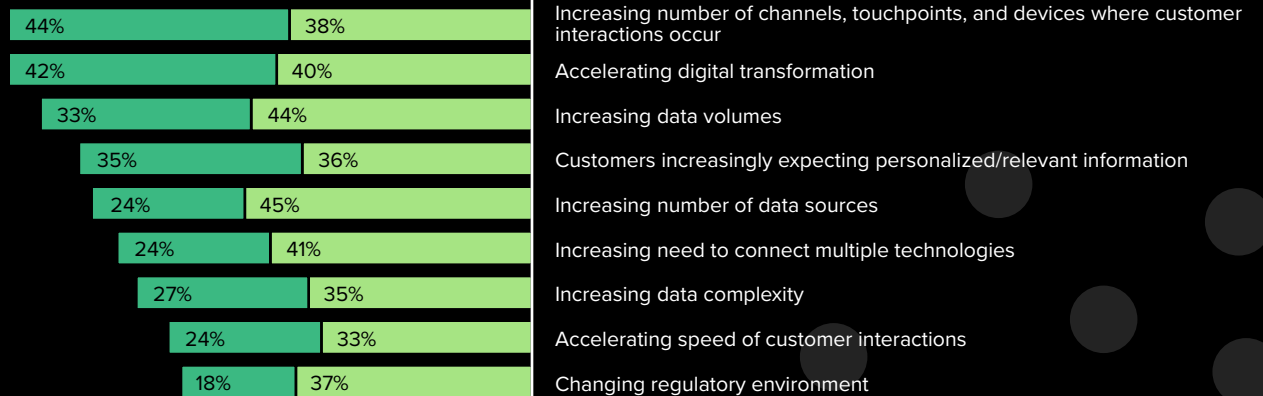 44% 38% Increasing number of channels, touchpoints, and devices where customer
interactions occur
42% 40% Accelerating digital transformation
33% 44% Increasing data volumes
35% 36% Customers increasingly expecting personalized/relevant information
24% 45% Increasing number of data sources
24% 41% Increasing need to connect multiple technologies
27% 35% Increasing data complexity
24% 33% Accelerating speed of customer interactions
18% 37% Changing regulatory environment